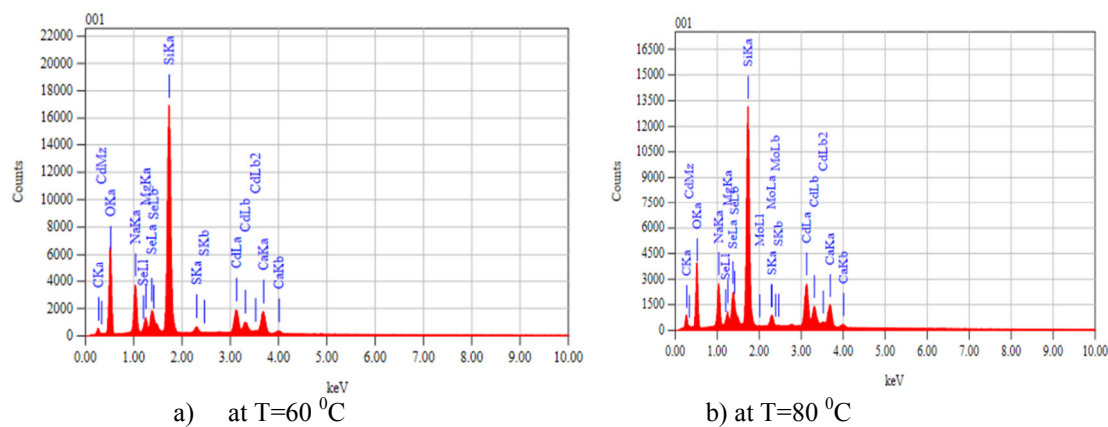 001
22000
20000
18000
16000
14000
12000
10000
8000
6000
4000
2000
0
Counts
CKa
CdMz
OKa
NaKa
SeLl
MgKa
SeLa
SeLb
SiKa
SKa
SKb
CdLa
CdLb
CdLb2
CaKa
CaKb
0.00 1.00 2.00 3.00 4.00 5.00 6.00 7.00 8.00 9.00 10.00
keV
a) at T=60 ⁰C
001
16500
15000
13500
12000
10500
9000
7500
6000
4500
3000
1500
0
Counts
CKa
CdMz
OKa
NaKa
SeLl
MgKa
SeLa
SeLb
SiKa
MoLl
SKa
MoLa
SKb
MoLb
CdLa
CdLb
CdLb2
CaKa
CaKb
0.00 1.00 2.00 3.00 4.00 5.00 6.00 7.00 8.00 9.00 10.00
keV
b) at T=80 ⁰C